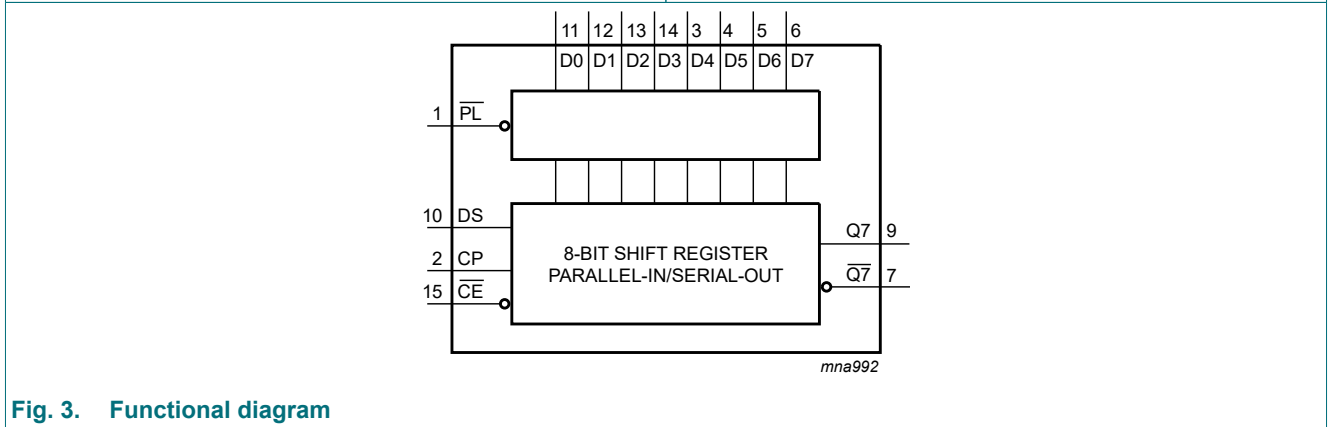 11 12 13 14 3 4 5 6
D0 D1 D2 D3 D4 D5 D6 D7
1 PL
10 DS
Q7 9
8-BIT SHIFT REGISTER
2 CP
PARALLEL-IN/SERIAL-OUT
Q7 7
15 CE
mna992
Fig. 3. Functional diagram